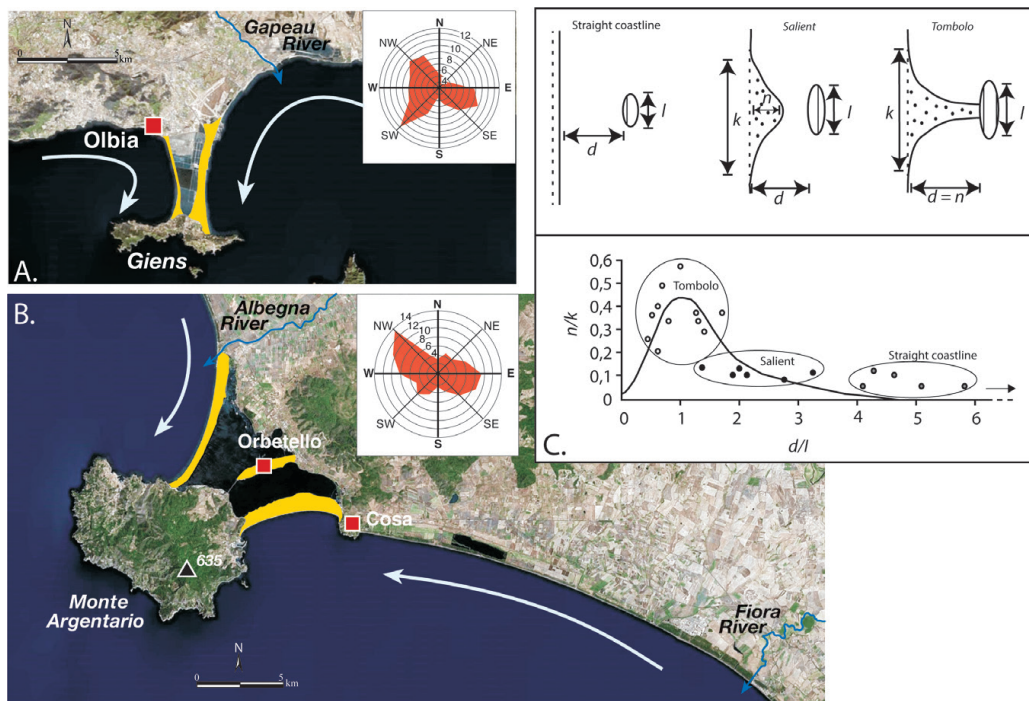 Gapeau
River
N
0
5
km
Olbia
Giens
A.
N
NE
E
SE
S
SW
W
NW
12
10
8
6
4
B.
Albegna
River
Orbetello
Cosa
635
Monte
Argentario
Fiora
River
N
0
5
km
N
NE
E
SE
S
SW
W
NW
14
12
10
8
6
4
Straight coastline
Salient
Tombolo
d
l
k
n
d
l
k
d = n
l
n/k
0,6
0,5
0,4
0,3
0,2
0,1
0
0
1
2
3
4
5
6
d/l
Tombolo
Salient
Straight coastline
C.